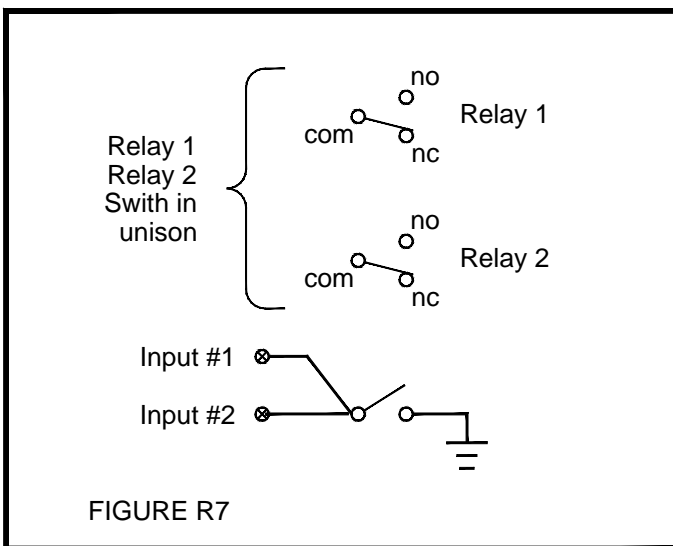 no
Relay 1
com
nc
Relay 1
Relay 2
Swith in
unison
no
Relay 2
com
nc
Input #1
Input #2
FIGURE R7